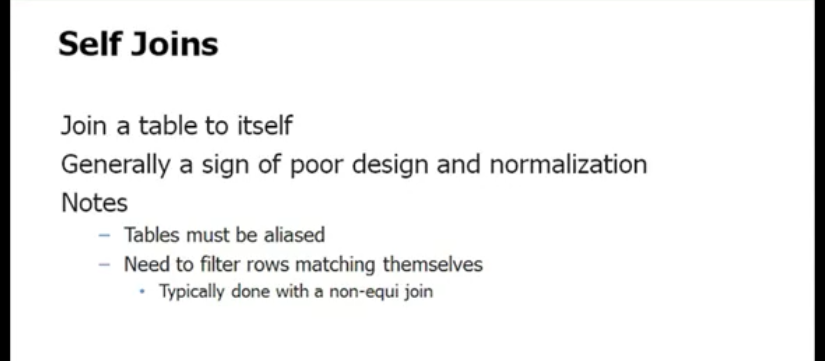 Self Joins
Join a table to itself
Generally a sign of poor design and normalization
Notes
– Tables must be aliased
– Need to filter rows matching themselves
• Typically done with a non-equi join